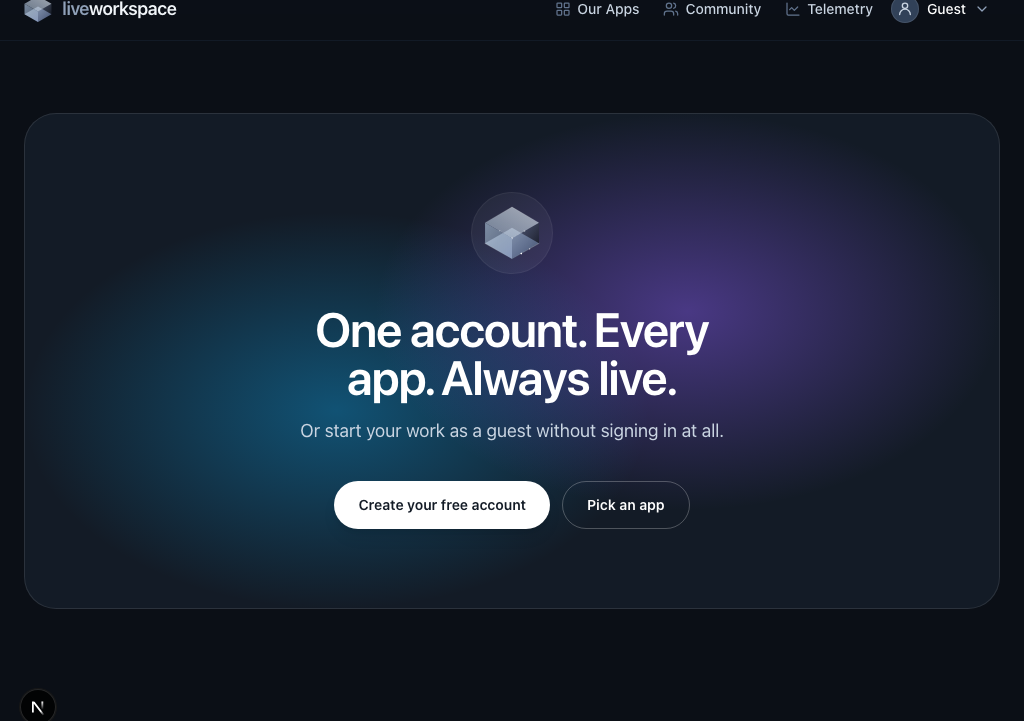 liveworkspace
Our Apps
Community
Telemetry
Guest
One account. Every
app. Always live.
Or start your work as a guest without signing in at all.
Create your free account
Pick an app
N